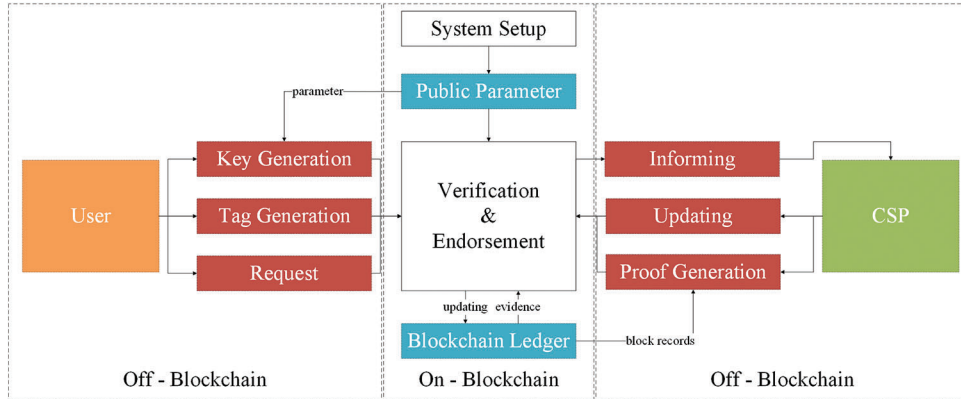 System Setup
Public Parameter
parameter
Key Generation
Tag Generation
Request
User
Verification
&
Endorsement
Informing
Updating
Proof Generation
CSP
updating evidence
Blockchain Ledger
block records
Off - Blockchain
On - Blockchain
Off - Blockchain